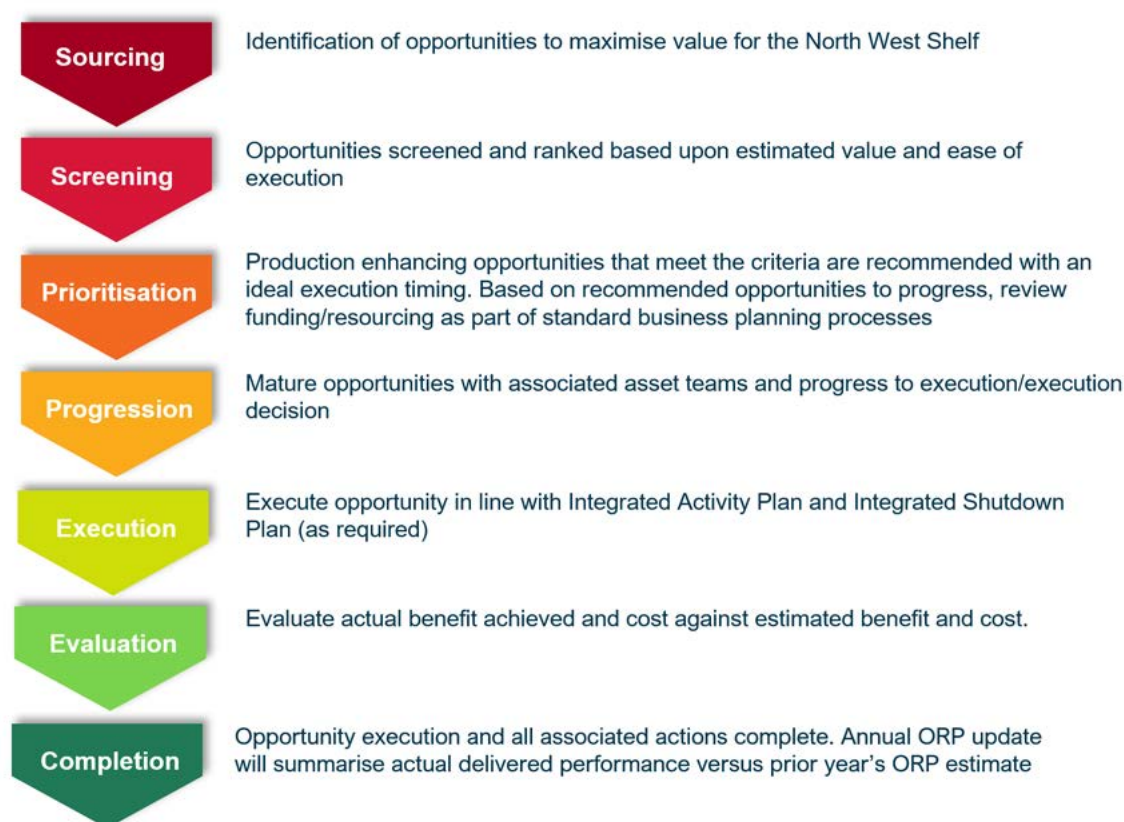 Sourcing
Identification of opportunities to maximise value for the North West Shelf
Screening
Opportunities screened and ranked based upon estimated value and ease of
execution
Prioritisation
Production enhancing opportunities that meet the criteria are recommended with an
ideal execution timing. Based on recommended opportunities to progress, review
funding/resourcing as part of standard business planning processes
Progression
Mature opportunities with associated asset teams and progress to execution/execution
decision
Execution
Execute opportunity in line with Integrated Activity Plan and Integrated Shutdown
Plan (as required)
Evaluation
Evaluate actual benefit achieved and cost against estimated benefit and cost.
Completion
Opportunity execution and all associated actions complete. Annual ORP update
will summarise actual delivered performance versus prior year's ORP estimate